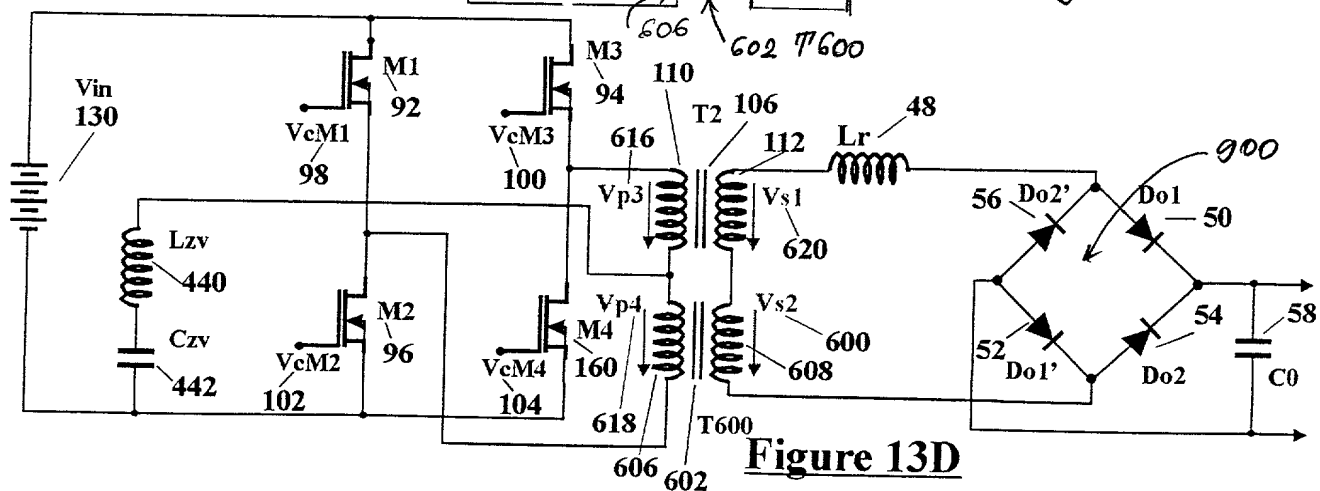 606
602 T600
M3
94
110
T2
106
Lr
48
Vin
130
M1
92
VcM1
98
VcM3
100
616
112
900
Vp3
Vs1
620
56
Do2'
Do1
50
Lzv
440
Czv
442
M2
96
VcM2
102
M4
160
VcM4
104
Vp4
618
Vs2
600
608
52
Do1'
54
Do2
58
C0
606
602
T600
Figure 13D